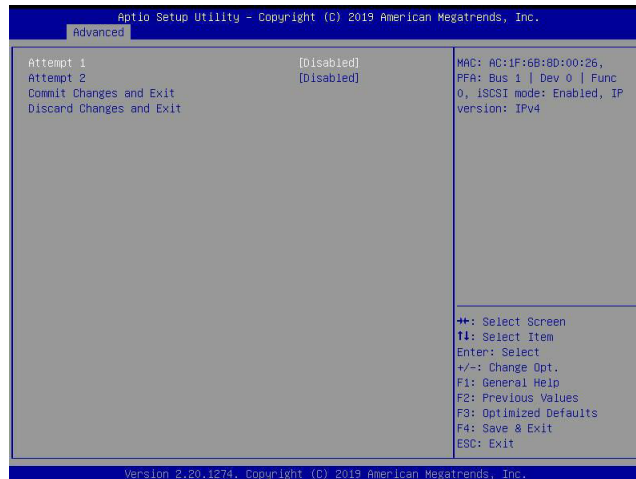 Aptio Setup Utility – Copyright (C) 2019 American Megatrends, Inc.
Advanced
Attempt 1 [Disabled]
Attempt 2 [Disabled]
Commit Changes and Exit
Discard Changes and Exit
MAC: AC:1F:6B:8D:00:26,
PFA: Bus 1 | Dev 0 | Func
0, iSCSI mode: Enabled, IP
version: IPv4
→←: Select Screen
↑↓: Select Item
Enter: Select
+/-: Change Opt.
F1: General Help
F2: Previous Values
F3: Optimized Defaults
F4: Save & Exit
ESC: Exit
Version 2.20.1274. Copyright (C) 2019 American Megatrends, Inc.